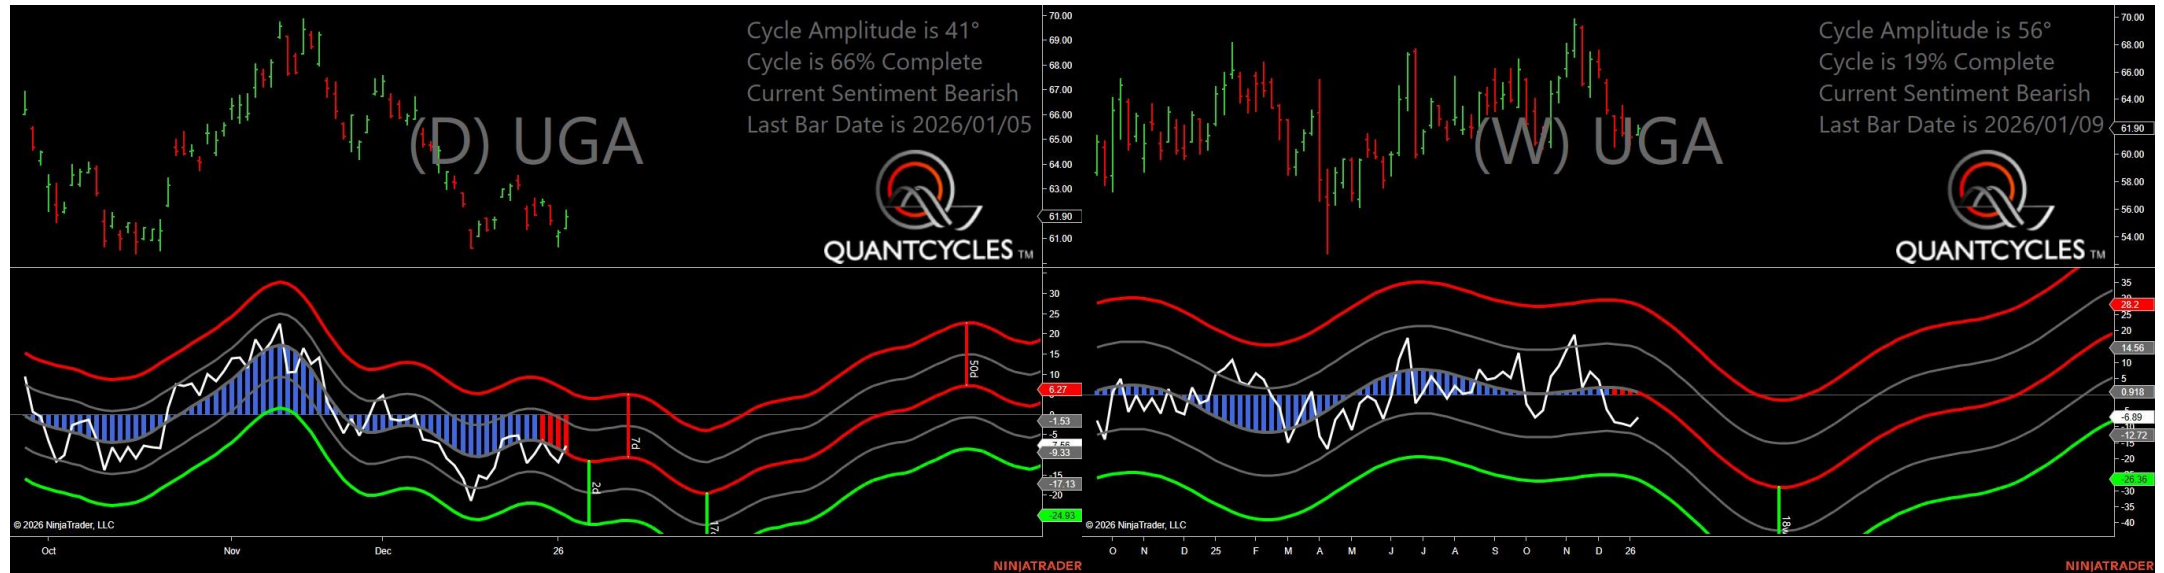 Cycle Amplitude is 41°
Cycle is 66% Complete
Current Sentiment Bearish
Last Bar Date is 2026/01/05
(D) UGA
QUANTCYCLES TM
70.00
69.00
68.00
67.00
66.00
65.00
64.00
63.00
61.90
61.00
30
25
20
15
10
6.27
-1.53
-5
-7.56
-9.33
-15
-17.13
-20
-24.93
7d
2d
50d
© 2026 NinjaTrader, LLC
Oct
Nov
Dec
26
NINJATRADER
Cycle Amplitude is 56°
Cycle is 19% Complete
Current Sentiment Bearish
Last Bar Date is 2026/01/09
(W) UGA
QUANTCYCLES TM
70.00
68.00
66.00
64.00
61.90
60.00
58.00
56.00
54.00
35
28.2
25
20
14.56
10
5
0.918
-6.89
-12.72
-15
-20
-26.36
-30
-35
-40
18w
© 2026 NinjaTrader, LLC
O N D 25 F M A M J J A S O N D 26
NINJATRADER